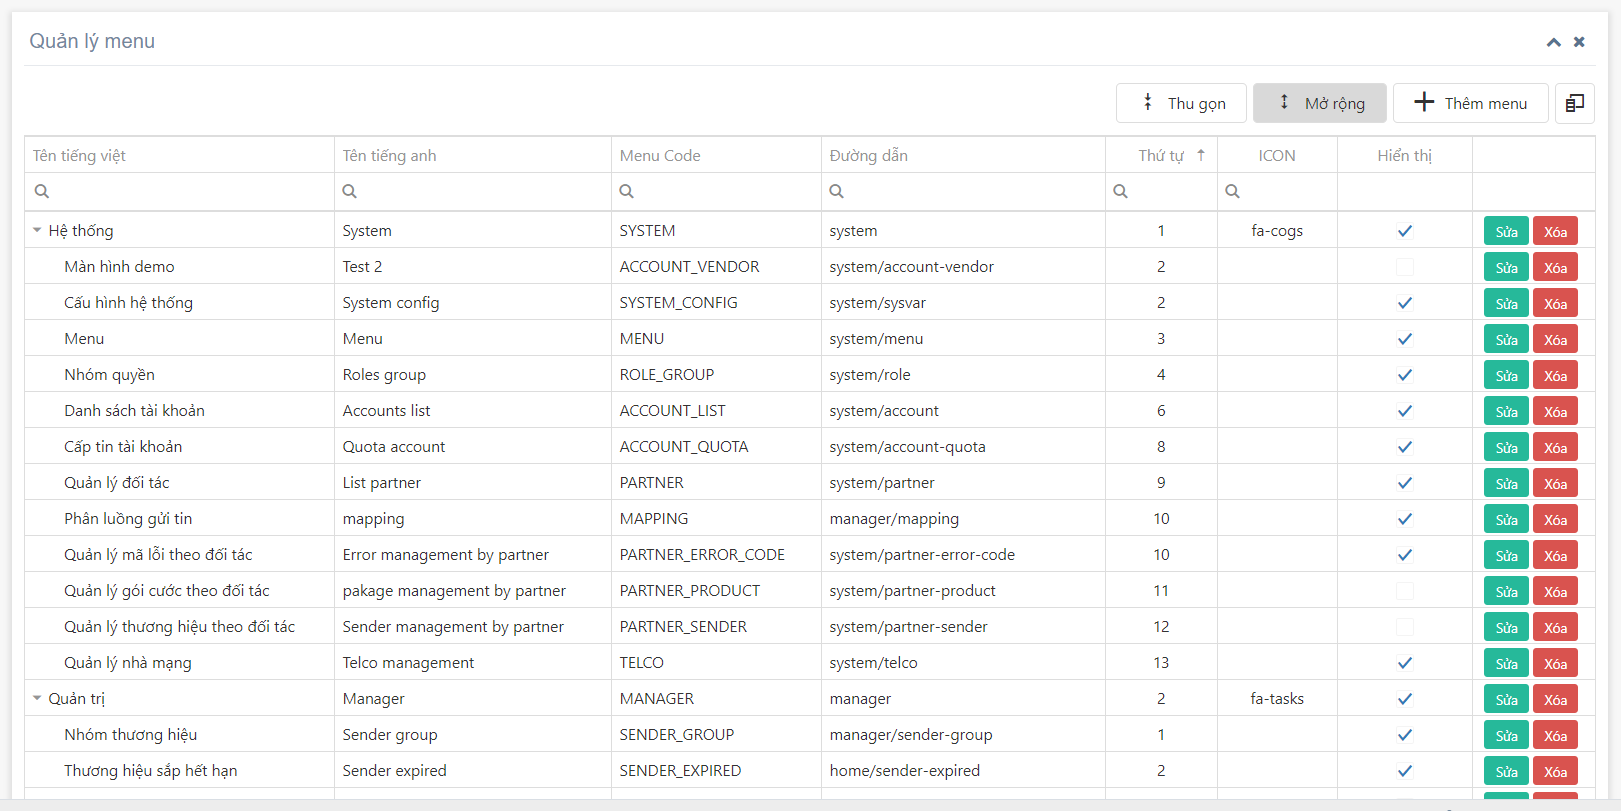 Quản lý menu
Thu gọn Mở rộng Thêm menu
Tên tiếng việt Tên tiếng anh Menu Code Đường dẫn Thứ tự ICON Hiển thị
Hệ thống System SYSTEM system 1 fa-cogs Sửa Xóa
Màn hình demo Test 2 ACCOUNT_VENDOR system/account-vendor 2 Sửa Xóa
Cấu hình hệ thống System config SYSTEM_CONFIG system/sysvar 2 Sửa Xóa
Menu Menu MENU system/menu 3 Sửa Xóa
Nhóm quyền Roles group ROLE_GROUP system/role 4 Sửa Xóa
Danh sách tài khoản Accounts list ACCOUNT_LIST system/account 6 Sửa Xóa
Cấp tin tài khoản Quota account ACCOUNT_QUOTA system/account-quota 8 Sửa Xóa
Quản lý đối tác List partner PARTNER system/partner 9 Sửa Xóa
Phân luồng gửi tin mapping MAPPING manager/mapping 10 Sửa Xóa
Quản lý mã lỗi theo đối tác Error management by partner PARTNER_ERROR_CODE system/partner-error-code 10 Sửa Xóa
Quản lý gói cước theo đối tác pakage management by partner PARTNER_PRODUCT system/partner-product 11 Sửa Xóa
Quản lý thương hiệu theo đối tác Sender management by partner PARTNER_SENDER system/partner-sender 12 Sửa Xóa
Quản lý nhà mạng Telco management TELCO system/telco 13 Sửa Xóa
Quản trị Manager MANAGER manager 2 fa-tasks Sửa Xóa
Nhóm thương hiệu Sender group SENDER_GROUP manager/sender-group 1 Sửa Xóa
Thương hiệu sắp hết hạn Sender expired SENDER_EXPIRED home/sender-expired 2 Sửa Xóa